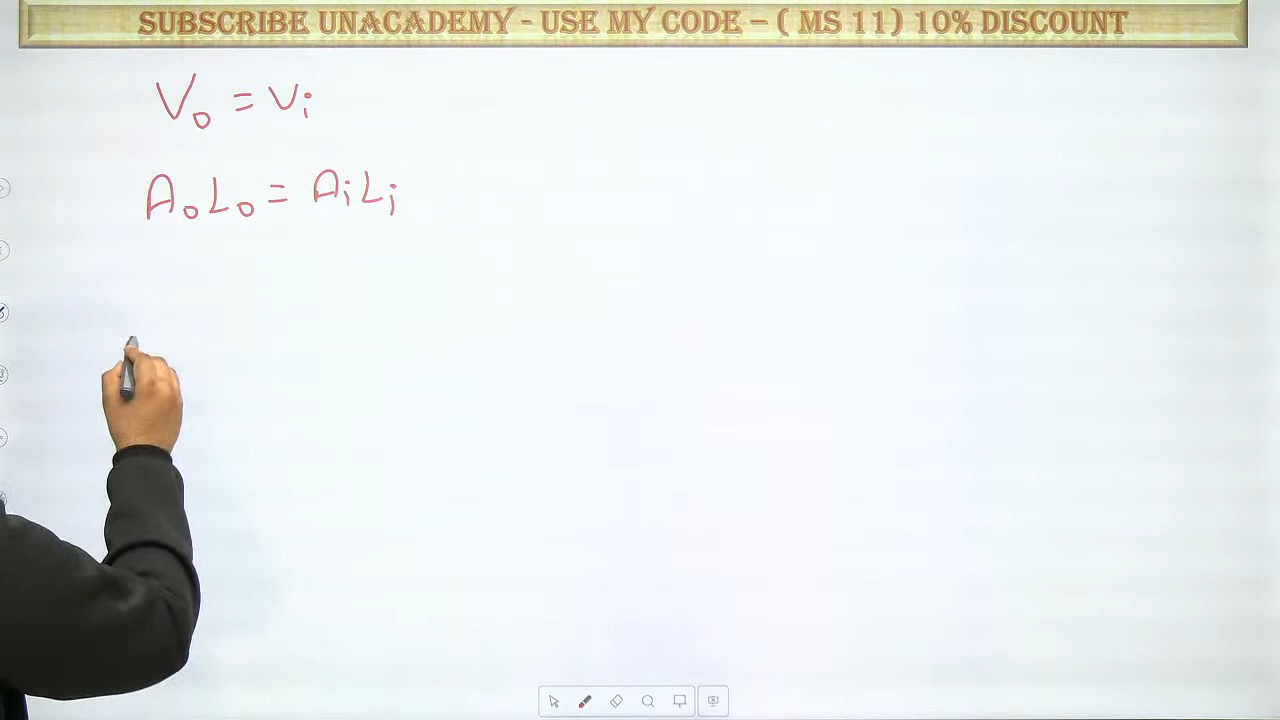 SUBSCRIBE UNACADEMY - USE MY CODE – ( MS 11) 10% DISCOUNT
V₀ = Vᵢ
A₀L₀ = AᵢLᵢ